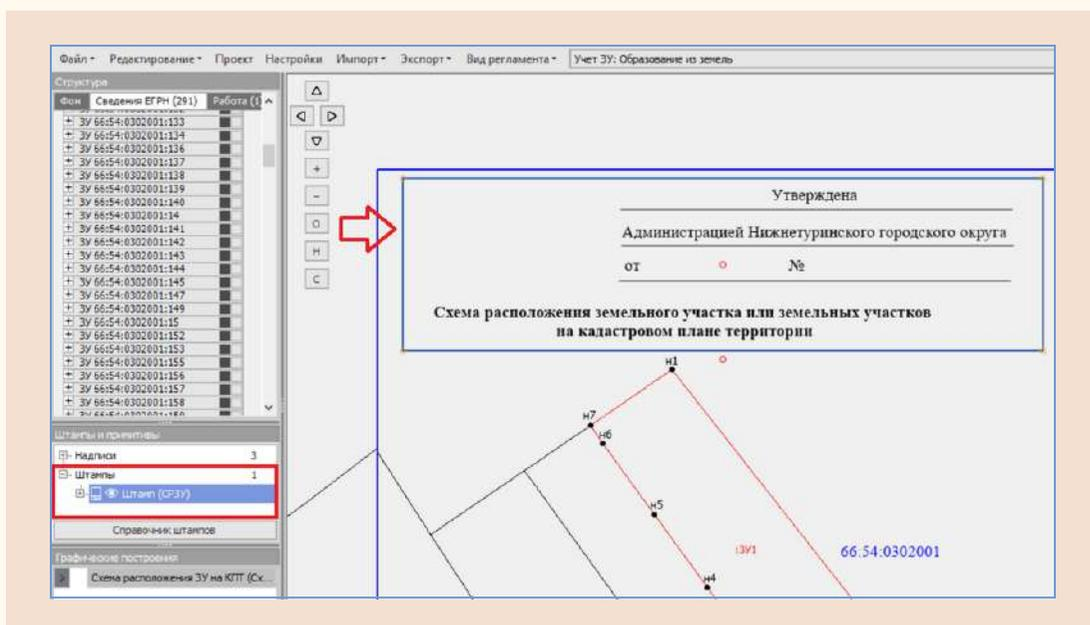 Файл Редактирование Проект Настройки Импорт Экспорт Вид регламента Учет ЗУ: Образование из земель
Структура
Фон Сведения ЕГРН (291) Работа (1)
ЗУ 66:54:0302001:133
ЗУ 66:54:0302001:134
ЗУ 66:54:0302001:136
ЗУ 66:54:0302001:137
ЗУ 66:54:0302001:138
ЗУ 66:54:0302001:139
ЗУ 66:54:0302001:140
ЗУ 66:54:0302001:14
ЗУ 66:54:0302001:141
ЗУ 66:54:0302001:142
ЗУ 66:54:0302001:143
ЗУ 66:54:0302001:144
ЗУ 66:54:0302001:145
ЗУ 66:54:0302001:147
ЗУ 66:54:0302001:149
ЗУ 66:54:0302001:15
ЗУ 66:54:0302001:152
ЗУ 66:54:0302001:153
ЗУ 66:54:0302001:155
ЗУ 66:54:0302001:156
ЗУ 66:54:0302001:157
ЗУ 66:54:0302001:158
Штампы и примитивы
Надписи 3
Штампы 1
Штамп (СРЗУ)
Справочник штампов
Графические построения
Схема расположения ЗУ на КПТ (Сх...
О
Н
С
Утверждена
Администрацией Нижнетуринского городского округа
от №
Схема расположения земельного участка или земельных участков
на кадастровом плане территории
н1
н7
н6
н5
:ЗУ1
66:54:0302001
н4